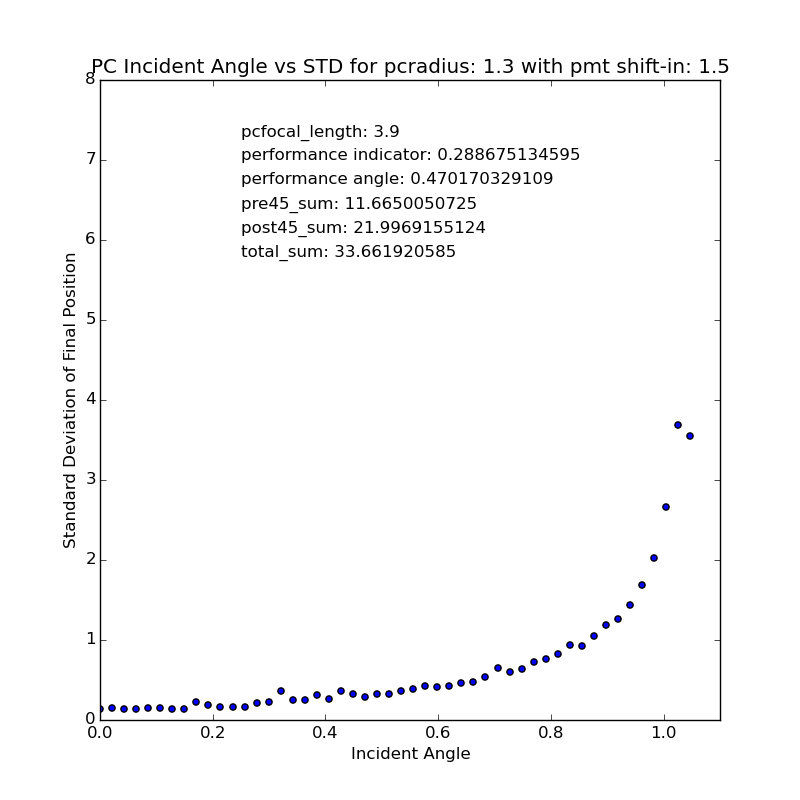 PC Incident Angle vs STD for pcradius: 1.3 with pmt shift-in: 1.5
8
7
6
5
4
3
2
1
0
Standard Deviation of Final Position
pcfocal_length: 3.9
performance indicator: 0.288675134595
performance angle: 0.470170329109
pre45_sum: 11.6650050725
post45_sum: 21.9969155124
total_sum: 33.661920585
0.0 0.2 0.4 0.6 0.8 1.0
Incident Angle